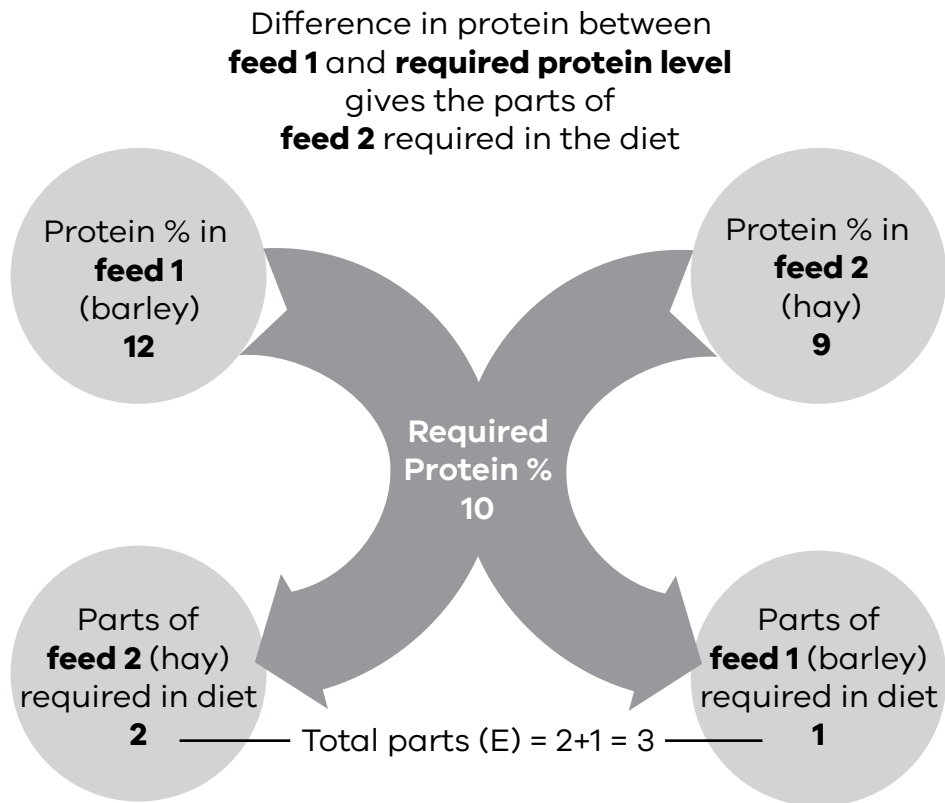 Difference in protein between
feed 1 and required protein level
gives the parts of
feed 2 required in the diet
Protein % in
feed 1
(barley)
12
Protein % in
feed 2
(hay)
9
Required
Protein %
10
Parts of
feed 2 (hay)
required in diet
2
Parts of
feed 1 (barley)
required in diet
1
Total parts (E) = 2+1 = 3